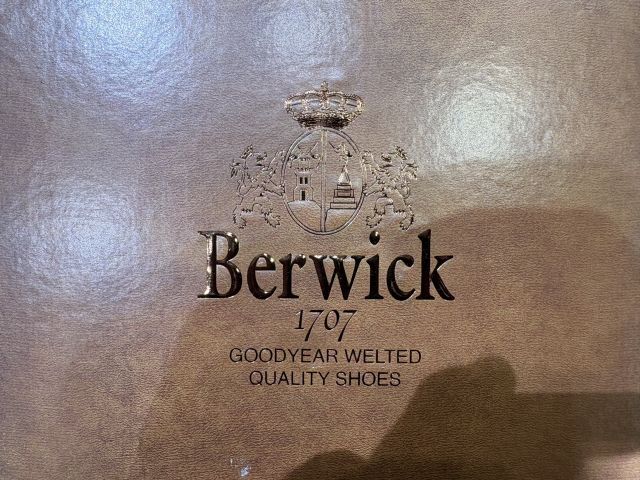 Berwick
1707
GOODYEAR WELTED
QUALITY SHOES